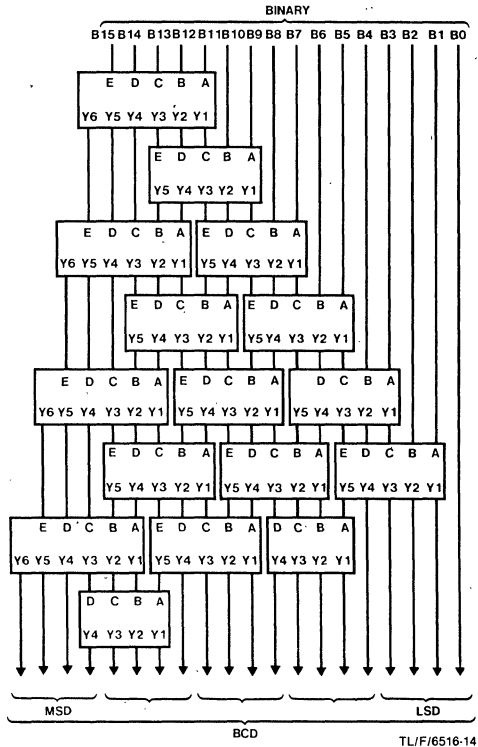 BINARY
B15 B14 B13 B12 B11 B10 B9 B8 B7 B6 B5 B4 B3 B2 B1 B0
E D C B A
Y6 Y5 Y4 Y3 Y2 Y1
E D C B A
Y5 Y4 Y3 Y2 Y1
E D C B A E D C B A
Y6 Y5 Y4 Y3 Y2 Y1 Y5 Y4 Y3 Y2 Y1
E D C B A E D C B A
Y5 Y4 Y3 Y2 Y1 Y5 Y4 Y3 Y2 Y1
E D C B A E D C B A D C B A
Y6 Y5 Y4 Y3 Y2 Y1 Y5 Y4 Y3 Y2 Y1 Y5 Y4 Y3 Y2 Y1
E D C B A E D C B A E D C B A
Y5 Y4 Y3 Y2 Y1 Y5 Y4 Y3 Y2 Y1 Y5 Y4 Y3 Y2 Y1
E D C B A E D C B A D C B A
Y6 Y5 Y4 Y3 Y2 Y1 Y5 Y4 Y3 Y2 Y1 Y4 Y3 Y2 Y1
D C B A
Y4 Y3 Y2 Y1
MSD LSD
BCD
TL/F/6516-14